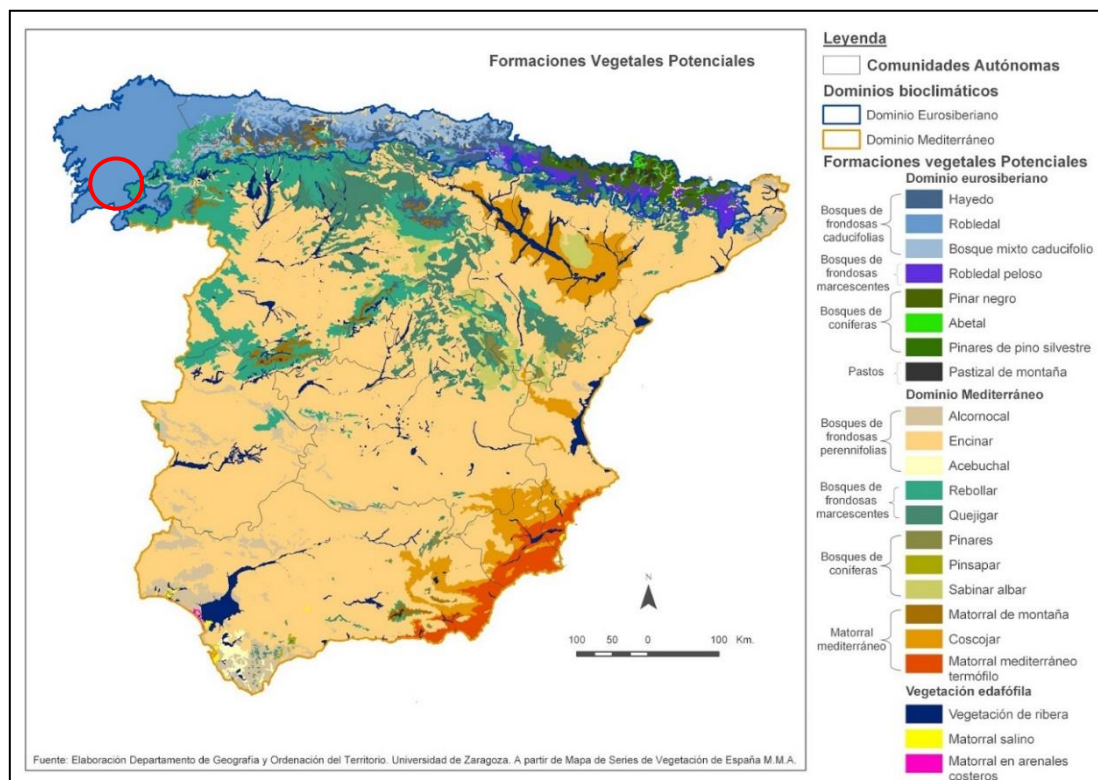 Formaciones Vegetales Potenciales
N
100 50 0 100 Km.
Fuente: Elaboración Departamento de Geografía y Ordenación del Territorio. Universidad de Zaragoza. A partir de Mapa de Series de Vegetación de España M.M.A.
Leyenda
Comunidades Autónomas
Dominios bioclimáticos
Dominio Eurosiberiano
Dominio Mediterráneo
Formaciones vegetales Potenciales
Dominio eurosiberiano
Bosques de
frondosas
caducifolias
Hayedo
Robledal
Bosque mixto caducifolio
Bosques de
frondosas
marcescentes
Robledal peloso
Bosques de
coníferas
Pinar negro
Abetal
Pinares de pino silvestre
Pastos
Pastizal de montaña
Dominio Mediterráneo
Bosques de
frondosas
perennifolias
Alcornocal
Encinar
Acebuchal
Bosques de
frondosas
marcescentes
Rebollar
Quejigar
Bosques de
coníferas
Pinares
Pinsapar
Sabinar albar
Matorral
mediterráneo
Matorral de montaña
Coscojar
Matorral mediterráneo
termófilo
Vegetación edafófila
Vegetación de ribera
Matorral salino
Matorral en arenales
costeros